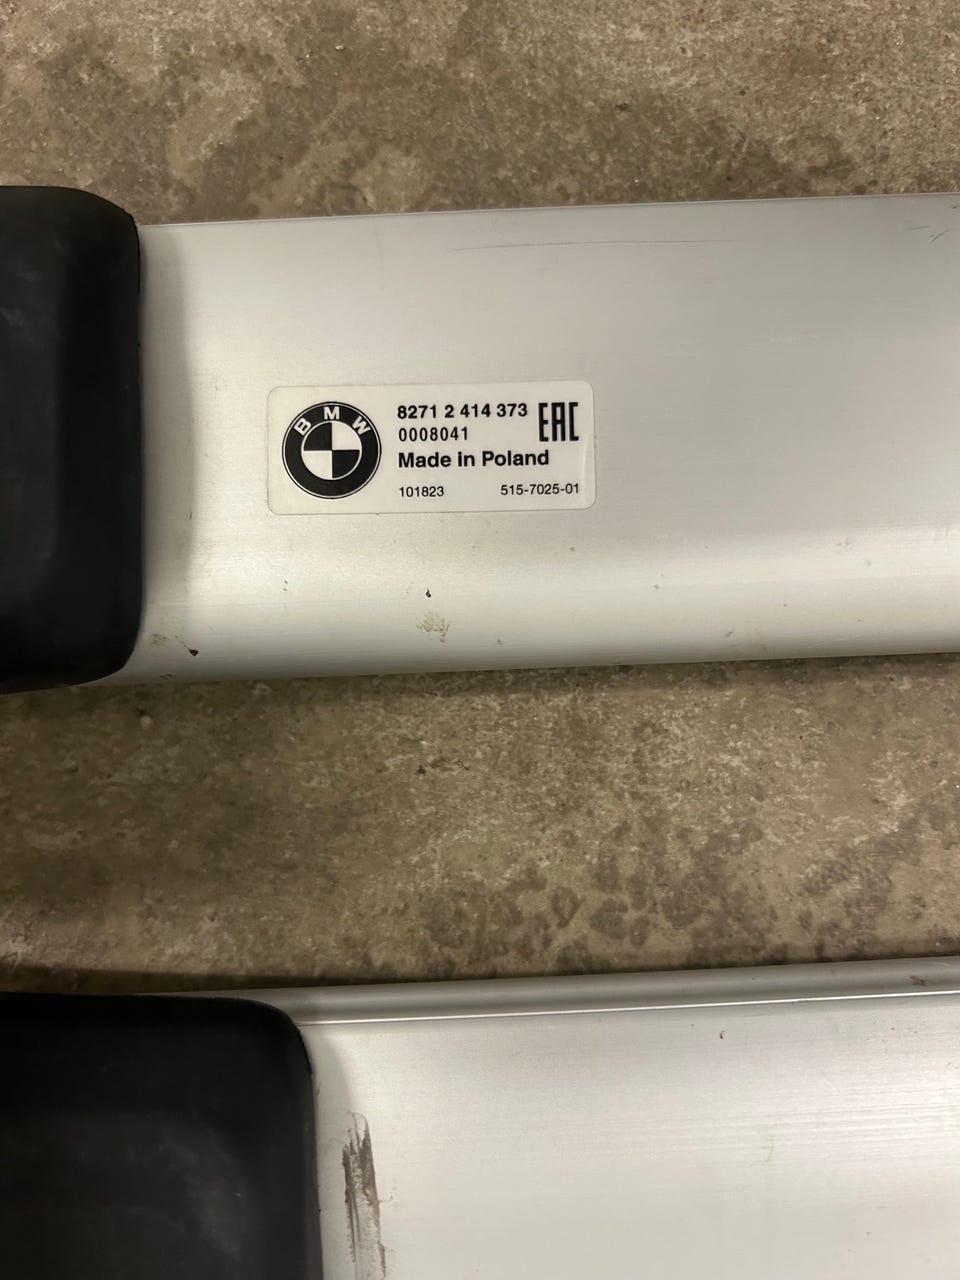 BMW
8271 2 414 373 EAC
0008041
Made in Poland
101823 515-7025-01